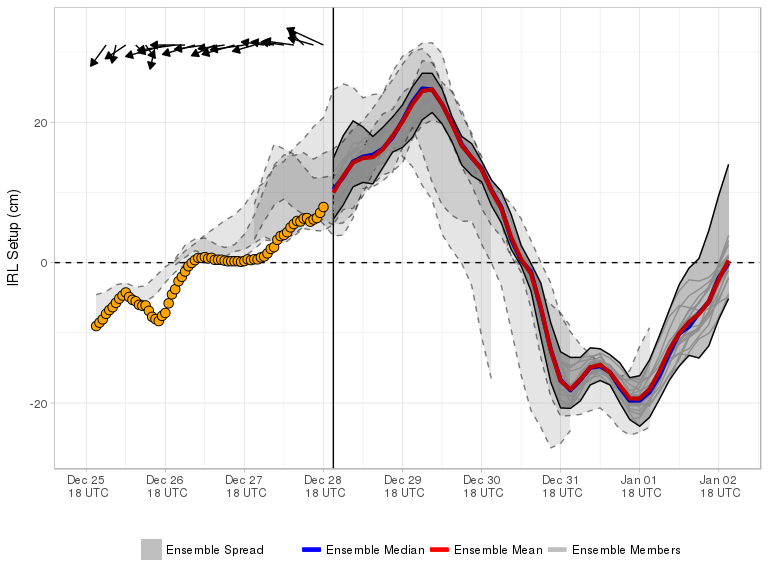 IRL Setup (cm)
20
0
-20
Dec 25 Dec 26 Dec 27 Dec 28 Dec 29 Dec 30 Dec 31 Jan 01 Jan 02
18 UTC 18 UTC 18 UTC 18 UTC 18 UTC 18 UTC 18 UTC 18 UTC 18 UTC
Ensemble Spread Ensemble Median Ensemble Mean Ensemble Members